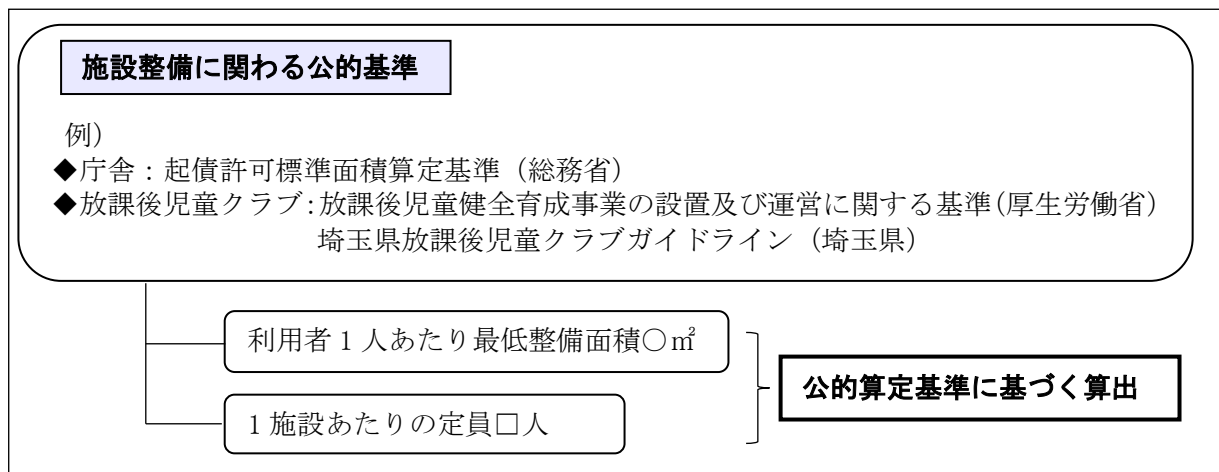 施設整備に関わる公的基準
例）
◆庁舎：起債許可標準面積算定基準（総務省）
◆放課後児童クラブ：放課後児童健全育成事業の設置及び運営に関する基準（厚生労働省）
埼玉県放課後児童クラブガイドライン（埼玉県）
利用者１人あたり最低整備面積○㎡
公的算定基準に基づく算出
１施設あたりの定員□人